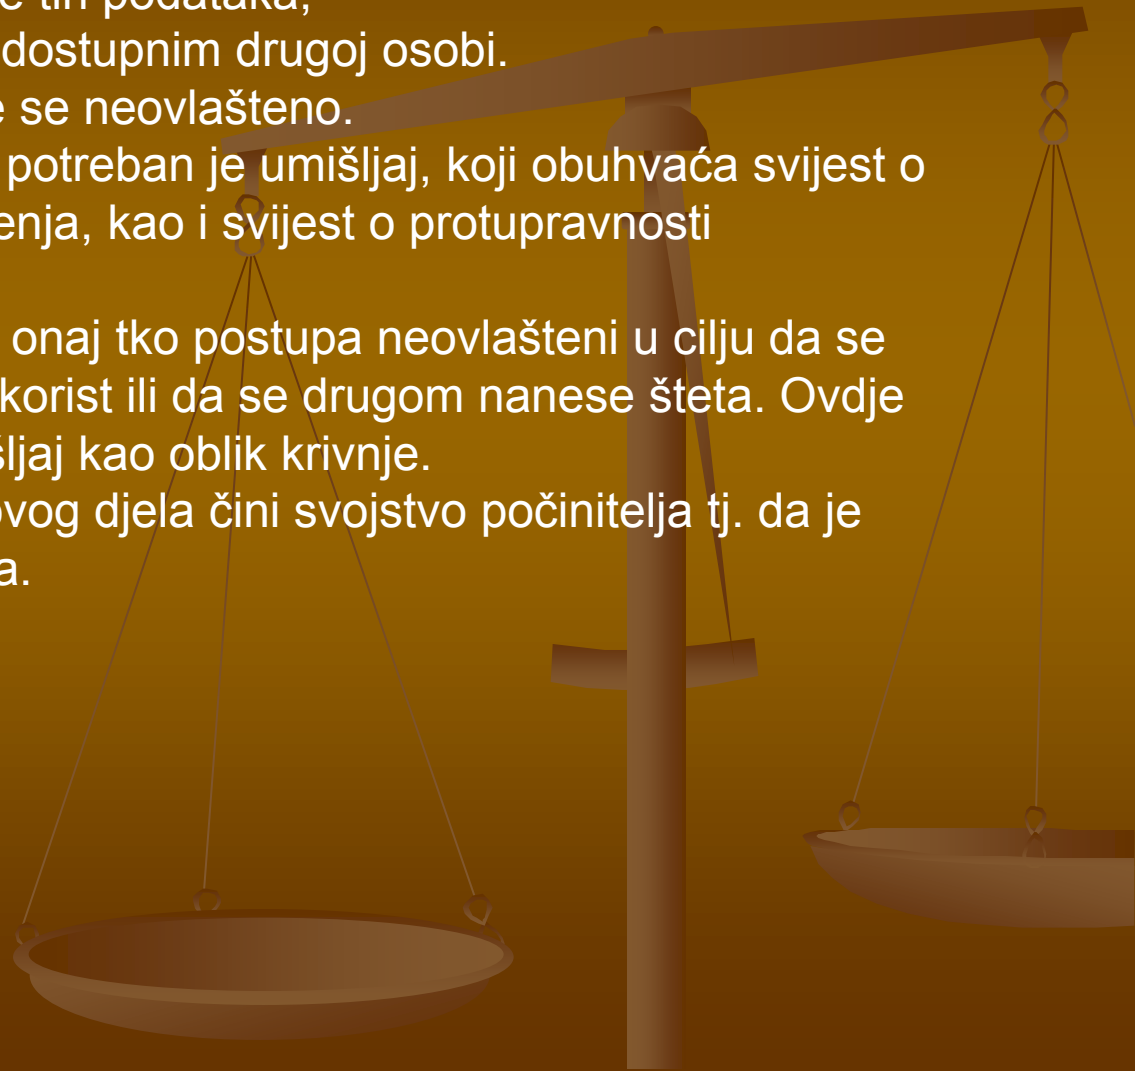 tih podataka,
dostupnim drugoj osobi.
se neovlašteno.
potreban je umišljaj, koji obuhvaća svijest o
enja, kao i svijest o protupravnosti
onaj tko postupa neovlašteni u cilju da se
korist ili da se drugom nanese šteta. Ovdje
šljaj kao oblik krivnje.
ovog djela čini svojstvo počinitelja tj. da je
a.